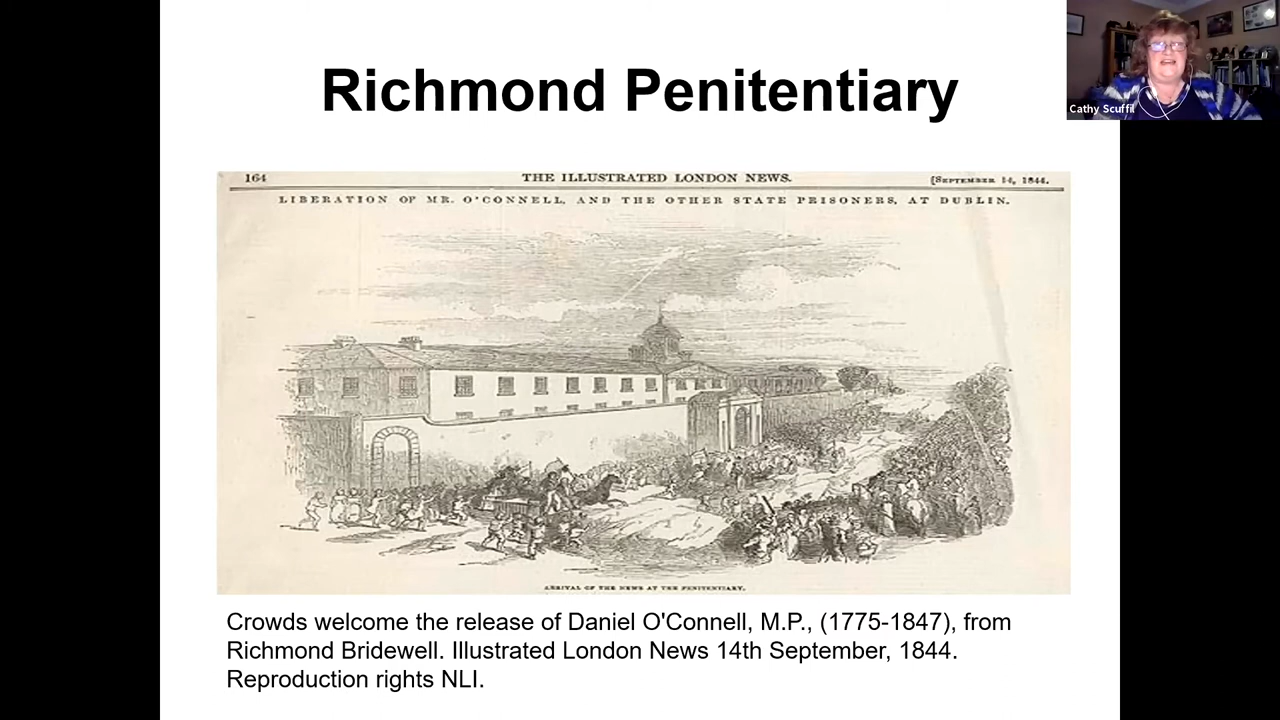 Richmond Penitentiary
Cathy Scuffil
164 THE ILLUSTRATED LONDON NEWS. [SEPTEMBER 14, 1844.
LIBERATION OF MR. O'CONNELL, AND THE OTHER STATE PRISONERS, AT DUBLIN.
ARRIVAL OF THE NEWS AT THE PENITENTIARY.
Crowds welcome the release of Daniel O'Connell, M.P., (1775-1847), from
Richmond Bridewell. Illustrated London News 14th September, 1844.
Reproduction rights NLI.